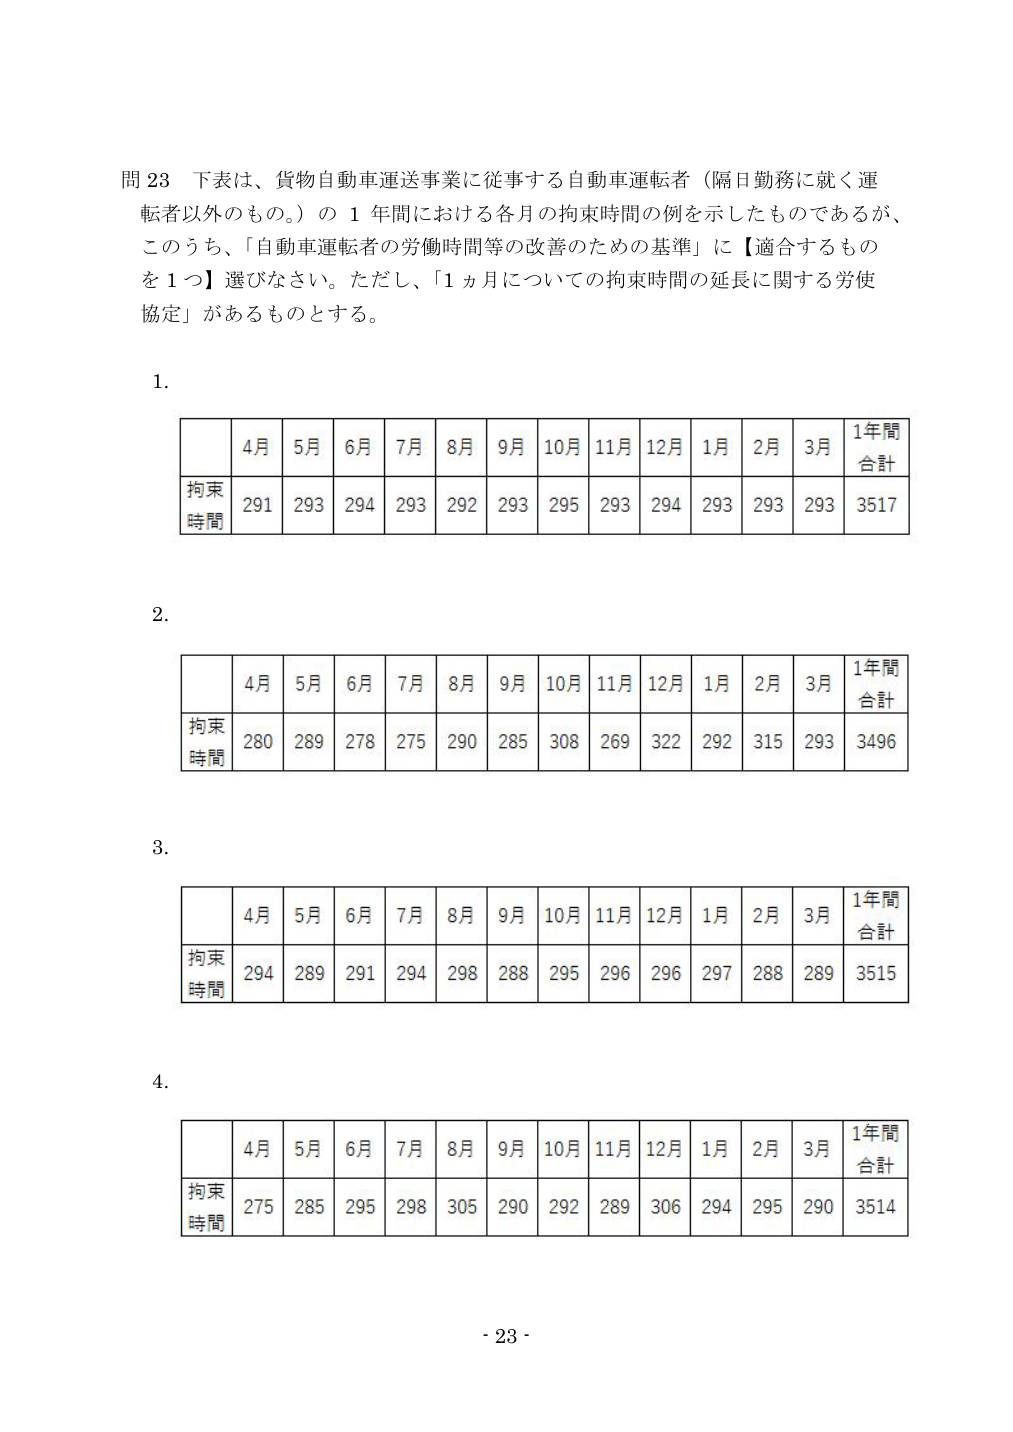 問 23　下表は、貨物自動車運送事業に従事する自動車運転者（隔日勤務に就く運
転者以外のもの。）の 1 年間における各月の拘束時間の例を示したものであるが、
このうち、「自動車運転者の労働時間等の改善のための基準」に【適合するもの
を 1 つ】選びなさい。ただし、「1 ヵ月についての拘束時間の延長に関する労使
協定」があるものとする。
1.
4月 5月 6月 7月 8月 9月 10月 11月 12月 1月 2月 3月 1年間合計
拘束時間 291 293 294 293 292 293 295 293 294 293 293 293 3517
2.
4月 5月 6月 7月 8月 9月 10月 11月 12月 1月 2月 3月 1年間合計
拘束時間 280 289 278 275 290 285 308 269 322 292 315 293 3496
3.
4月 5月 6月 7月 8月 9月 10月 11月 12月 1月 2月 3月 1年間合計
拘束時間 294 289 291 294 298 288 295 296 296 297 288 289 3515
4.
4月 5月 6月 7月 8月 9月 10月 11月 12月 1月 2月 3月 1年間合計
拘束時間 275 285 295 298 305 290 292 289 306 294 295 290 3514
- 23 -